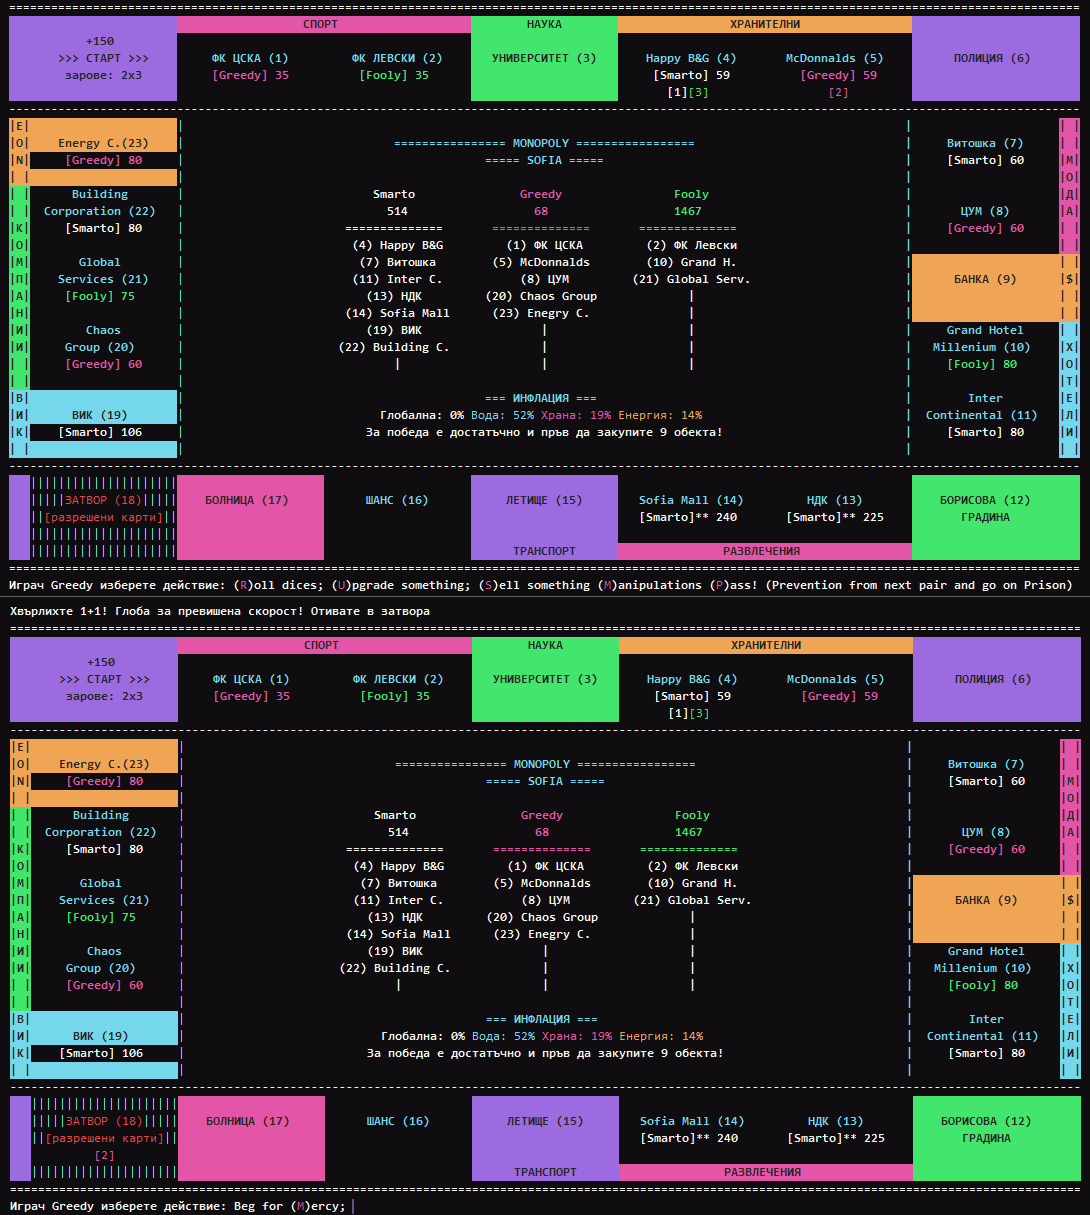 СПОРТ НАУКА ХРАНИТЕЛНИ
+150
>>> СТАРТ >>> ФК ЦСКА (1) ФК ЛЕВСКИ (2) УНИВЕРСИТЕТ (3) Happy B&G (4) McDonnalds (5) ПОЛИЦИЯ (6)
зарове: 2x3 [Greedy] 35 [Fooly] 35 [Smarto] 59 [Greedy] 59
[1][3] [2]
|E|
|O| Energy C.(23) =============== MONOPOLY ================= Витошка (7)
|N| [Greedy] 80 ===== SOFIA ===== [Smarto] 60 |М|
|О|
Building Smarto Greedy Fooly |Д|
Corporation (22) 514 68 1467 ЦУМ (8) |А|
|К| [Smarto] 80 ============== ============== ============== [Greedy] 60
|О| (4) Happy B&G (1) ФК ЦСКА (2) ФК Левски
|М| Global (7) Витошка (5) McDonnalds (10) Grand H.
|П| Services (21) (11) Inter C. (8) ЦУМ (21) Global Serv. БАНКА (9) |$|
|А| [Fooly] 75 (13) НДК (20) Chaos Group |
|Н| (14) Sofia Mall (23) Enegry C. |
|И| Chaos (19) ВИК | | Grand Hotel
|И| Group (20) (22) Building C. | | Millenium (10) |Х|
[Greedy] 60 | | | [Fooly] 80 |О|
|Т|
|В| === ИНФЛАЦИЯ === Inter |Е|
|И| ВИК (19) Глобална: 0% Вода: 52% Храна: 19% Енергия: 14% Continental (11) |Л|
|К| [Smarto] 106 За победа е достатъчно и пръв да закупите 9 обекта! [Smarto] 80 |И|
|||||ЗАТВОР (18)||||| БОЛНИЦА (17) ШАНС (16) ЛЕТИЩЕ (15) Sofia Mall (14) НДК (13) БОРИСОВА (12)
||[разрешени карти]|| [Smarto]** 240 [Smarto]** 225 ГРАДИНА
ТРАНСПОРТ РАЗВЛЕЧЕНИЯ
Играч Greedy изберете действие: (R)oll dices; (U)pgrade something; (S)ell something (M)anipulations (P)ass! (Prevention from next pair and go on Prison)
Хвърлихте 1+1! Глоба за превишена скорост! Отивате в затвора
СПОРТ НАУКА ХРАНИТЕЛНИ
+150
>>> СТАРТ >>> ФК ЦСКА (1) ФК ЛЕВСКИ (2) УНИВЕРСИТЕТ (3) Happy B&G (4) McDonnalds (5) ПОЛИЦИЯ (6)
зарове: 2x3 [Greedy] 35 [Fooly] 35 [Smarto] 59 [Greedy] 59
[1][3]
|E|
|O| Energy C.(23) =============== MONOPOLY ================= Витошка (7)
|N| [Greedy] 80 ===== SOFIA ===== [Smarto] 60 |М|
|О|
Building Smarto Greedy Fooly |Д|
Corporation (22) 514 68 1467 ЦУМ (8) |А|
|К| [Smarto] 80 ============== ============== ============== [Greedy] 60
|О| (4) Happy B&G (1) ФК ЦСКА (2) ФК Левски
|М| Global (7) Витошка (5) McDonnalds (10) Grand H.
|П| Services (21) (11) Inter C. (8) ЦУМ (21) Global Serv. БАНКА (9) |$|
|А| [Fooly] 75 (13) НДК (20) Chaos Group |
|Н| (14) Sofia Mall (23) Enegry C. |
|И| Chaos (19) ВИК | | Grand Hotel
|И| Group (20) (22) Building C. | | Millenium (10) |Х|
[Greedy] 60 | | | [Fooly] 80 |О|
|Т|
|В| === ИНФЛАЦИЯ === Inter |Е|
|И| ВИК (19) Глобална: 0% Вода: 52% Храна: 19% Енергия: 14% Continental (11) |Л|
|К| [Smarto] 106 За победа е достатъчно и пръв да закупите 9 обекта! [Smarto] 80 |И|
|||||ЗАТВОР (18)||||| БОЛНИЦА (17) ШАНС (16) ЛЕТИЩЕ (15) Sofia Mall (14) НДК (13) БОРИСОВА (12)
||[разрешени карти]|| [Smarto]** 240 [Smarto]** 225 ГРАДИНА
[2]
ТРАНСПОРТ РАЗВЛЕЧЕНИЯ
Играч Greedy изберете действие: Beg for (M)ercy;